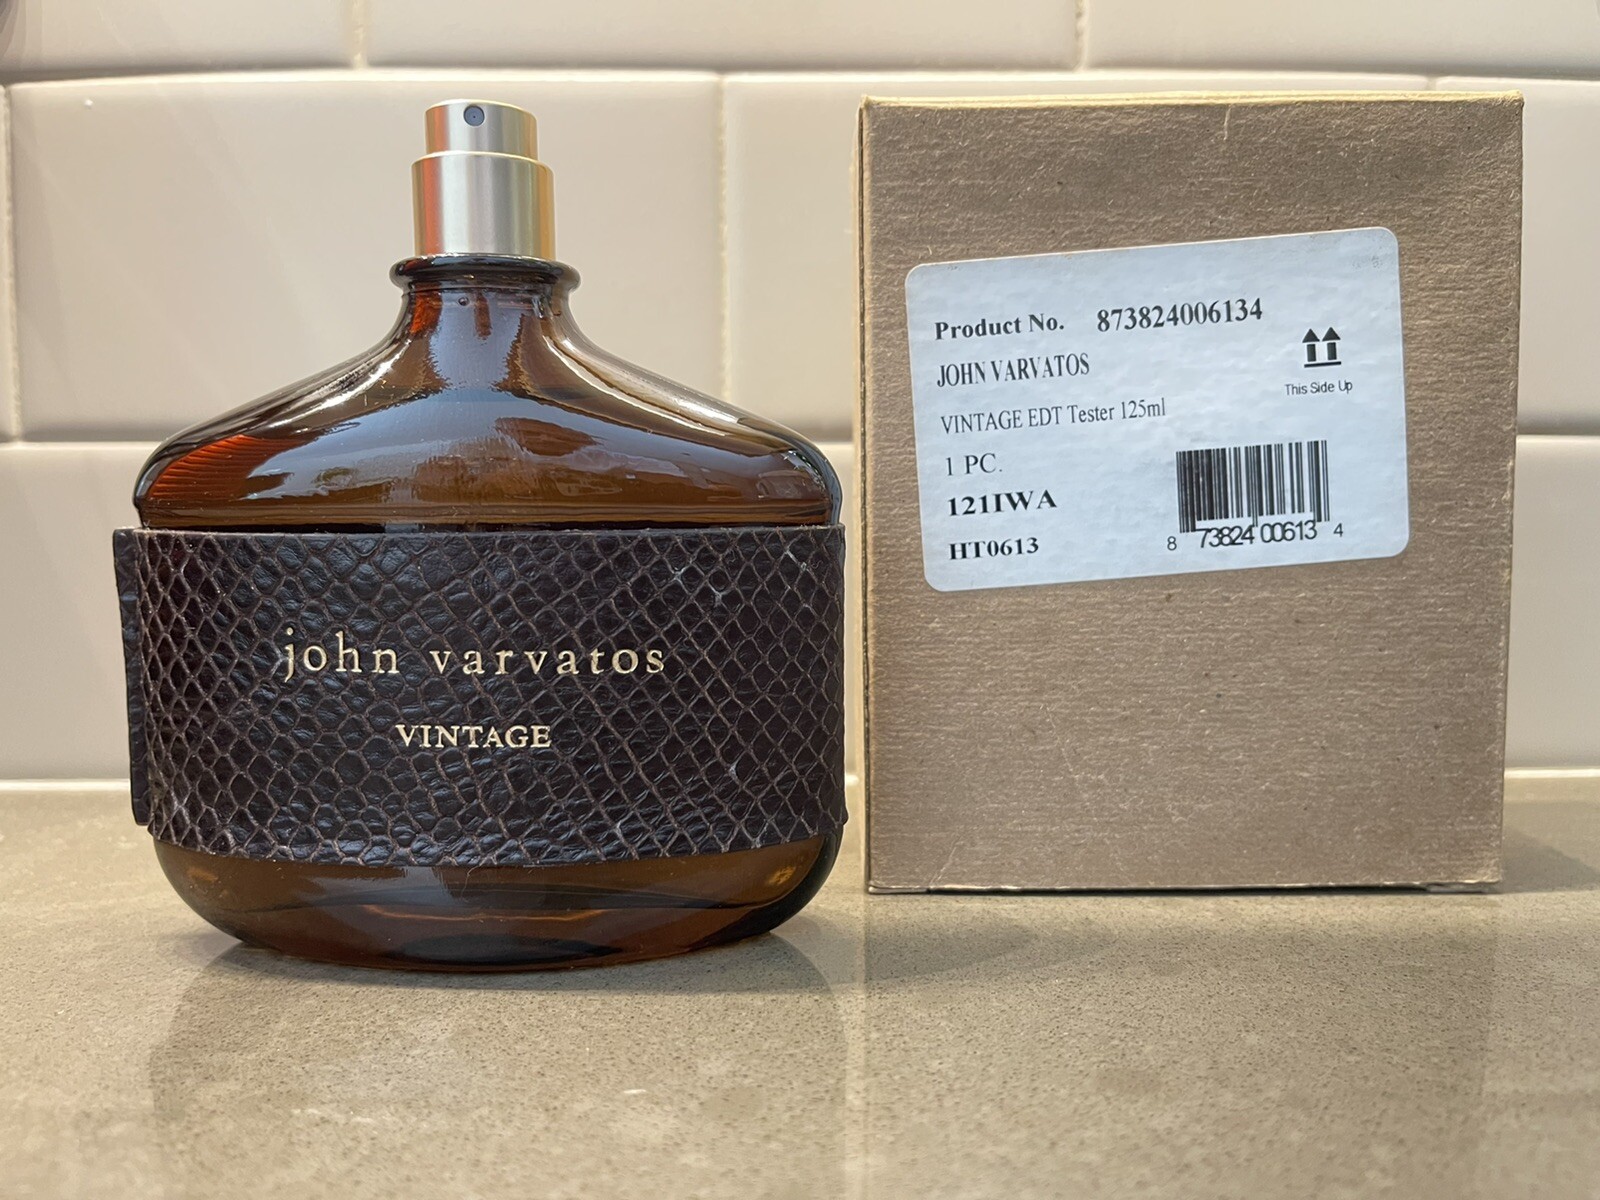 john varvatos
VINTAGE
Product No. 873824006134
JOHN VARVATOS
This Side Up
VINTAGE EDT Tester 125ml
1 PC.
121IWA
HT0613
8 73824 00613 4